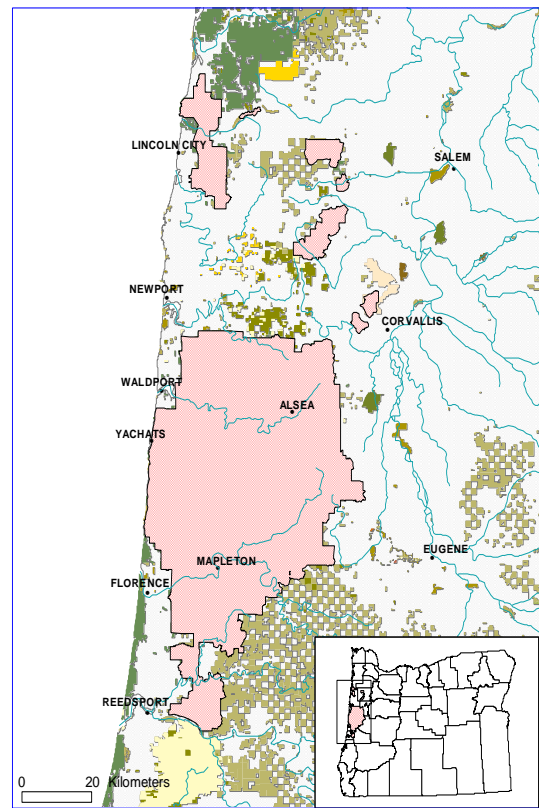 LINCOLN CITY
SALEM
NEWPORT
CORVALLIS
WALDPORT
ALSEA
YACHATS
EUGENE
MAPLETON
FLORENCE
REEDSPORT
0 20 Kilometers